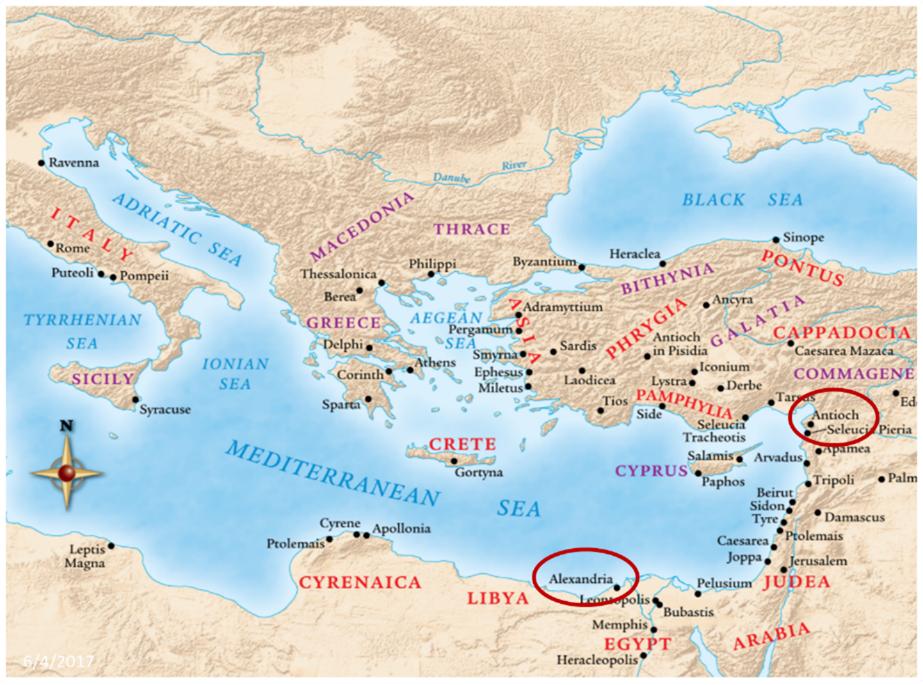 Danube River
BLACK SEA
Ravenna
ADRIATIC SEA
ITALY
Rome
Puteoli
Pompeii
MACEDONIA
THRACE
Sinope
Heraclea
Byzantium
BITHYNIA
PONTUS
Thessalonica
Philippi
Berea
TYRRHENIAN
SEA
GREECE
AEGEAN
SEA
ASIA
Adramyttium
Pergamum
Ancyra
PHRYGIA
GALATIA
CAPPADOCIA
Caesarea Mazaca
COMMAGENE
Delphi
Athens
Corinth
Sparta
Smyrna
Sardis
Ephesus
Miletus
Laodicea
Antioch
in Pisidia
Iconium
Lystra
Derbe
IONIAN
SEA
SICILY
Syracuse
Tios
PAMPHYLIA
Side
Seleucia
Tracheotis
Tarsus
Ede
Antioch
Seleucia Pieria
Apamea
N
CRETE
Gortyna
MEDITERRANEAN SEA
CYPRUS
Salamis
Paphos
Arvadus
Tripoli
Palm
Beirut
Sidon
Tyre
Damascus
Ptolemais
Caesarea
Joppa
Jerusalem
JUDEA
Cyrene
Apollonia
Ptolemais
Leptis
Magna
CYRENAICA
LIBYA
Alexandria
Leontopolis
Bubastis
Pelusium
Memphis
EGYPT
Heracleopolis
ARABIA
6/4/2017